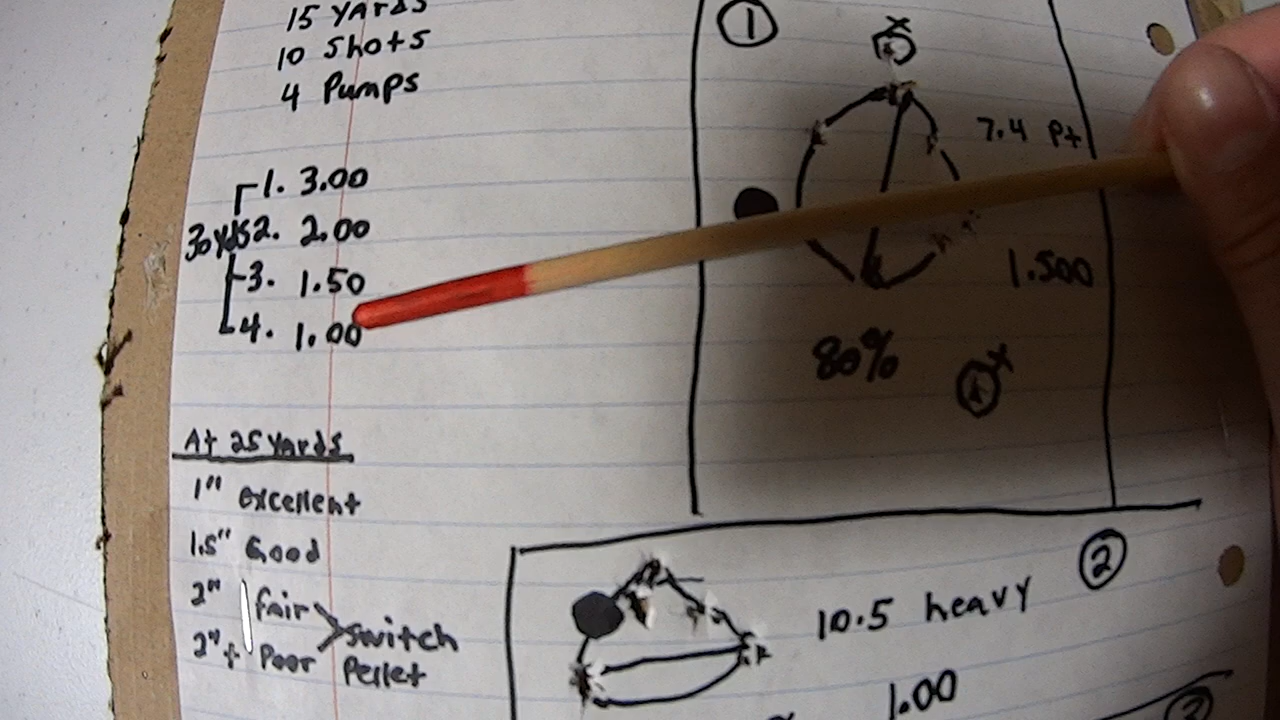 15 Yards
10 Shots
4 Pumps
1. 3.00
30 yds 2. 2.00
3. 1.50
4. 1.00
At 25 Yards
1" excellent
1.5" Good
2" fair
2"+ Poor
switch
Pellet
1
X
7.4 Pt
1.500
80%
X
2
10.5 heavy
1.00